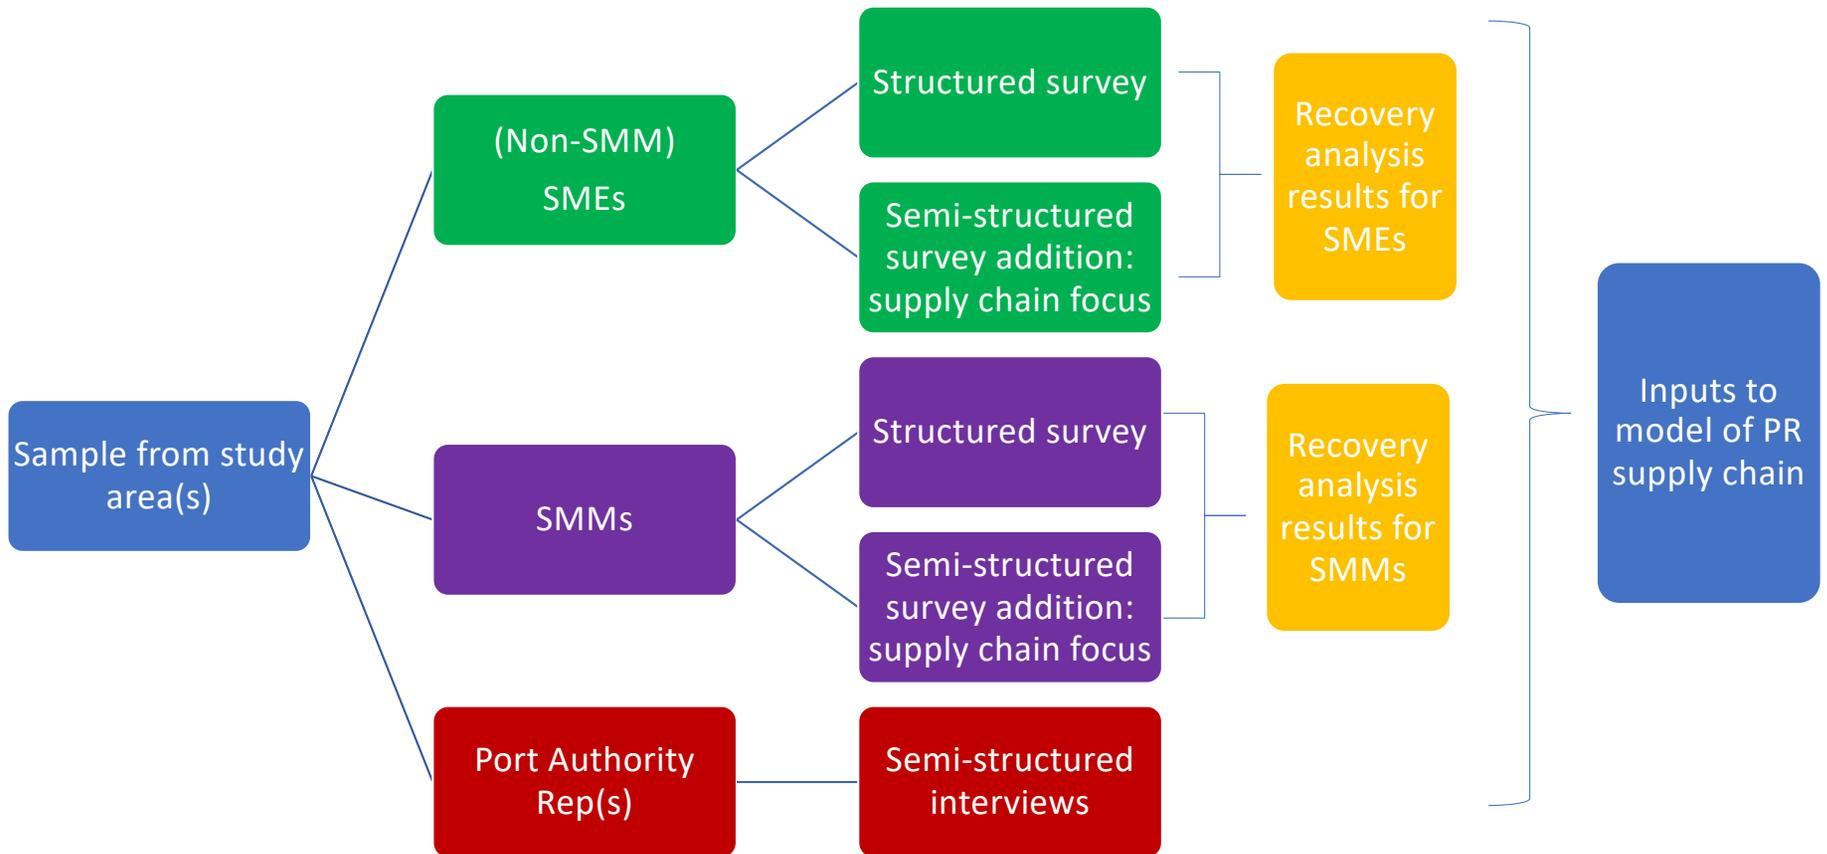 Sample from study
area(s)
(Non-SMM)
SMEs
SMMs
Port Authority
Rep(s)
Structured survey
Semi-structured
survey addition:
supply chain focus
Structured survey
Semi-structured
survey addition:
supply chain focus
Semi-structured
interviews
Recovery
analysis
results for
SMEs
Recovery
analysis
results for
SMMs
Inputs to
model of PR
supply chain